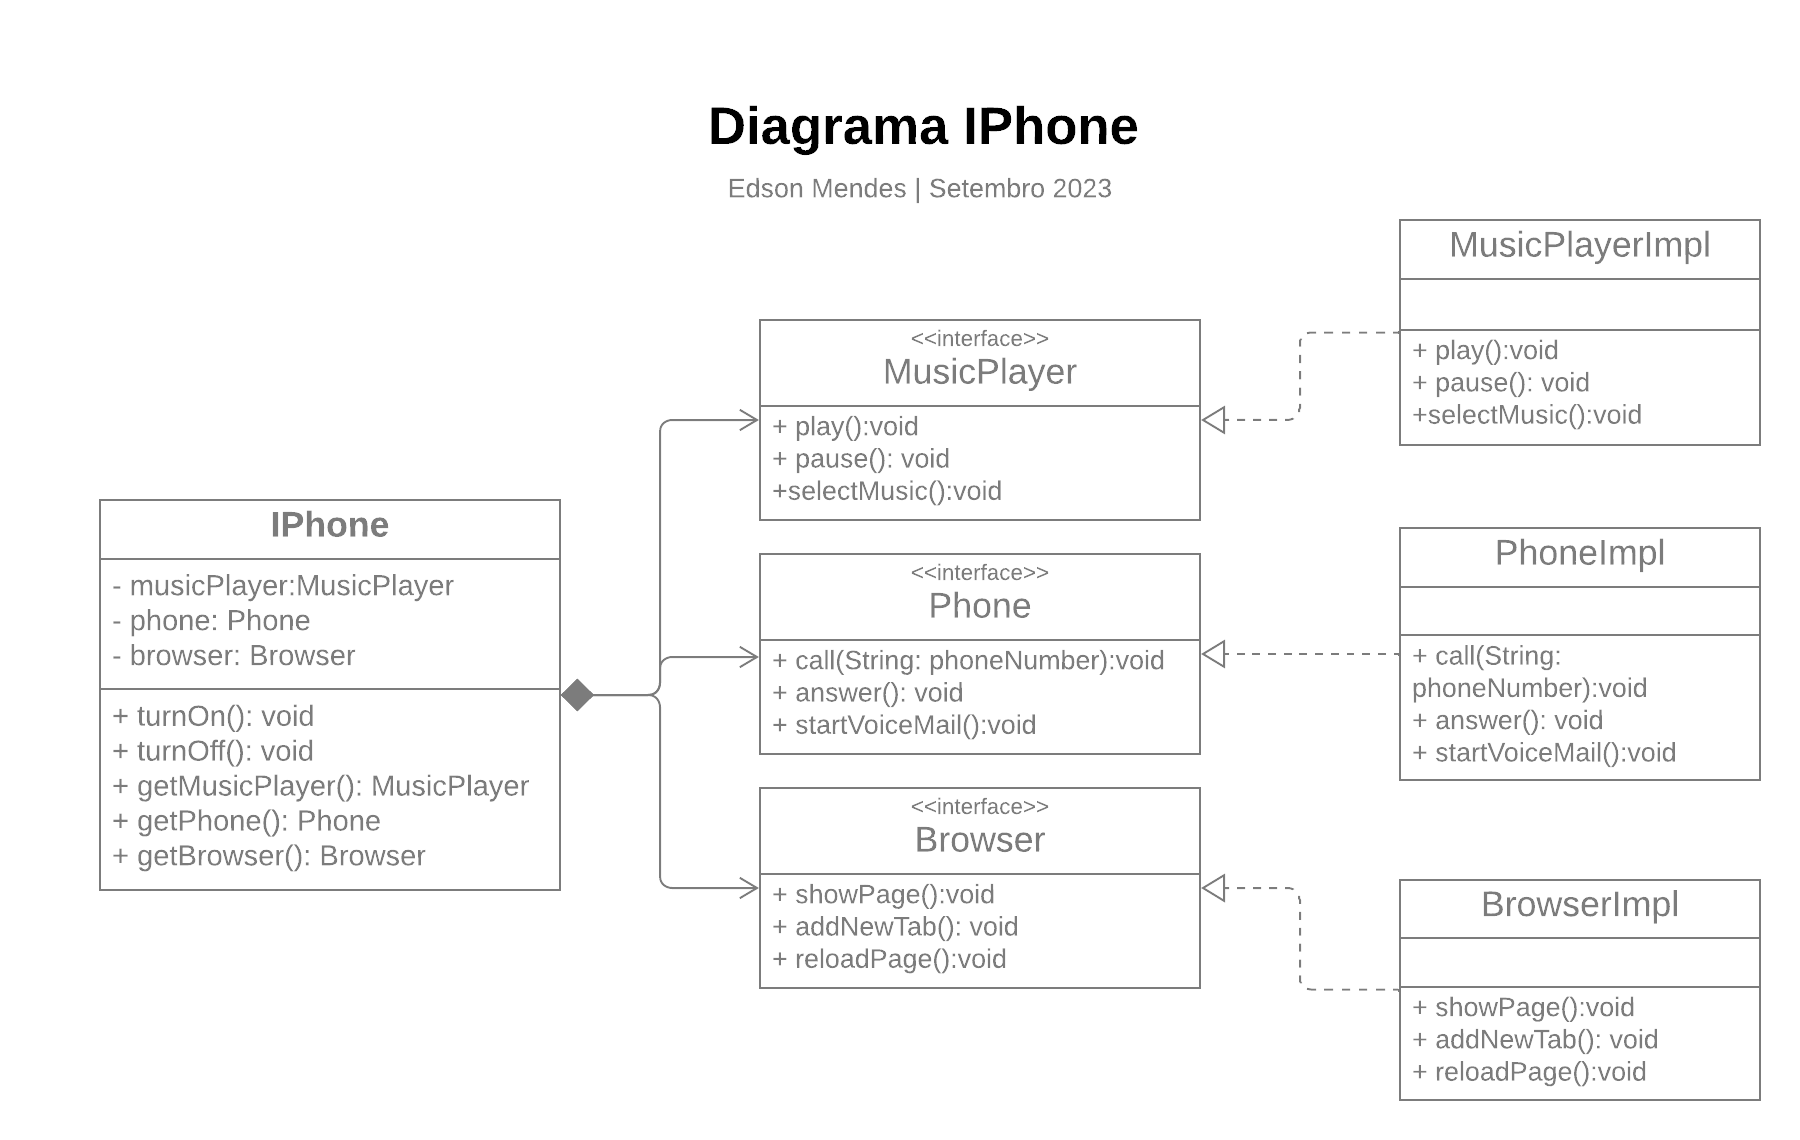 Diagrama IPhone
Edson Mendes | Setembro 2023
IPhone
- musicPlayer:MusicPlayer
- phone: Phone
- browser: Browser
+ turnOn(): void
+ turnOff(): void
+ getMusicPlayer(): MusicPlayer
+ getPhone(): Phone
+ getBrowser(): Browser
<<interface>>
MusicPlayer
+ play():void
+ pause(): void
+selectMusic():void
<<interface>>
Phone
+ call(String: phoneNumber):void
+ answer(): void
+ startVoiceMail():void
<<interface>>
Browser
+ showPage():void
+ addNewTab(): void
+ reloadPage():void
MusicPlayerImpl
+ play():void
+ pause(): void
+selectMusic():void
PhoneImpl
+ call(String:
phoneNumber):void
+ answer(): void
+ startVoiceMail():void
BrowserImpl
+ showPage():void
+ addNewTab(): void
+ reloadPage():void